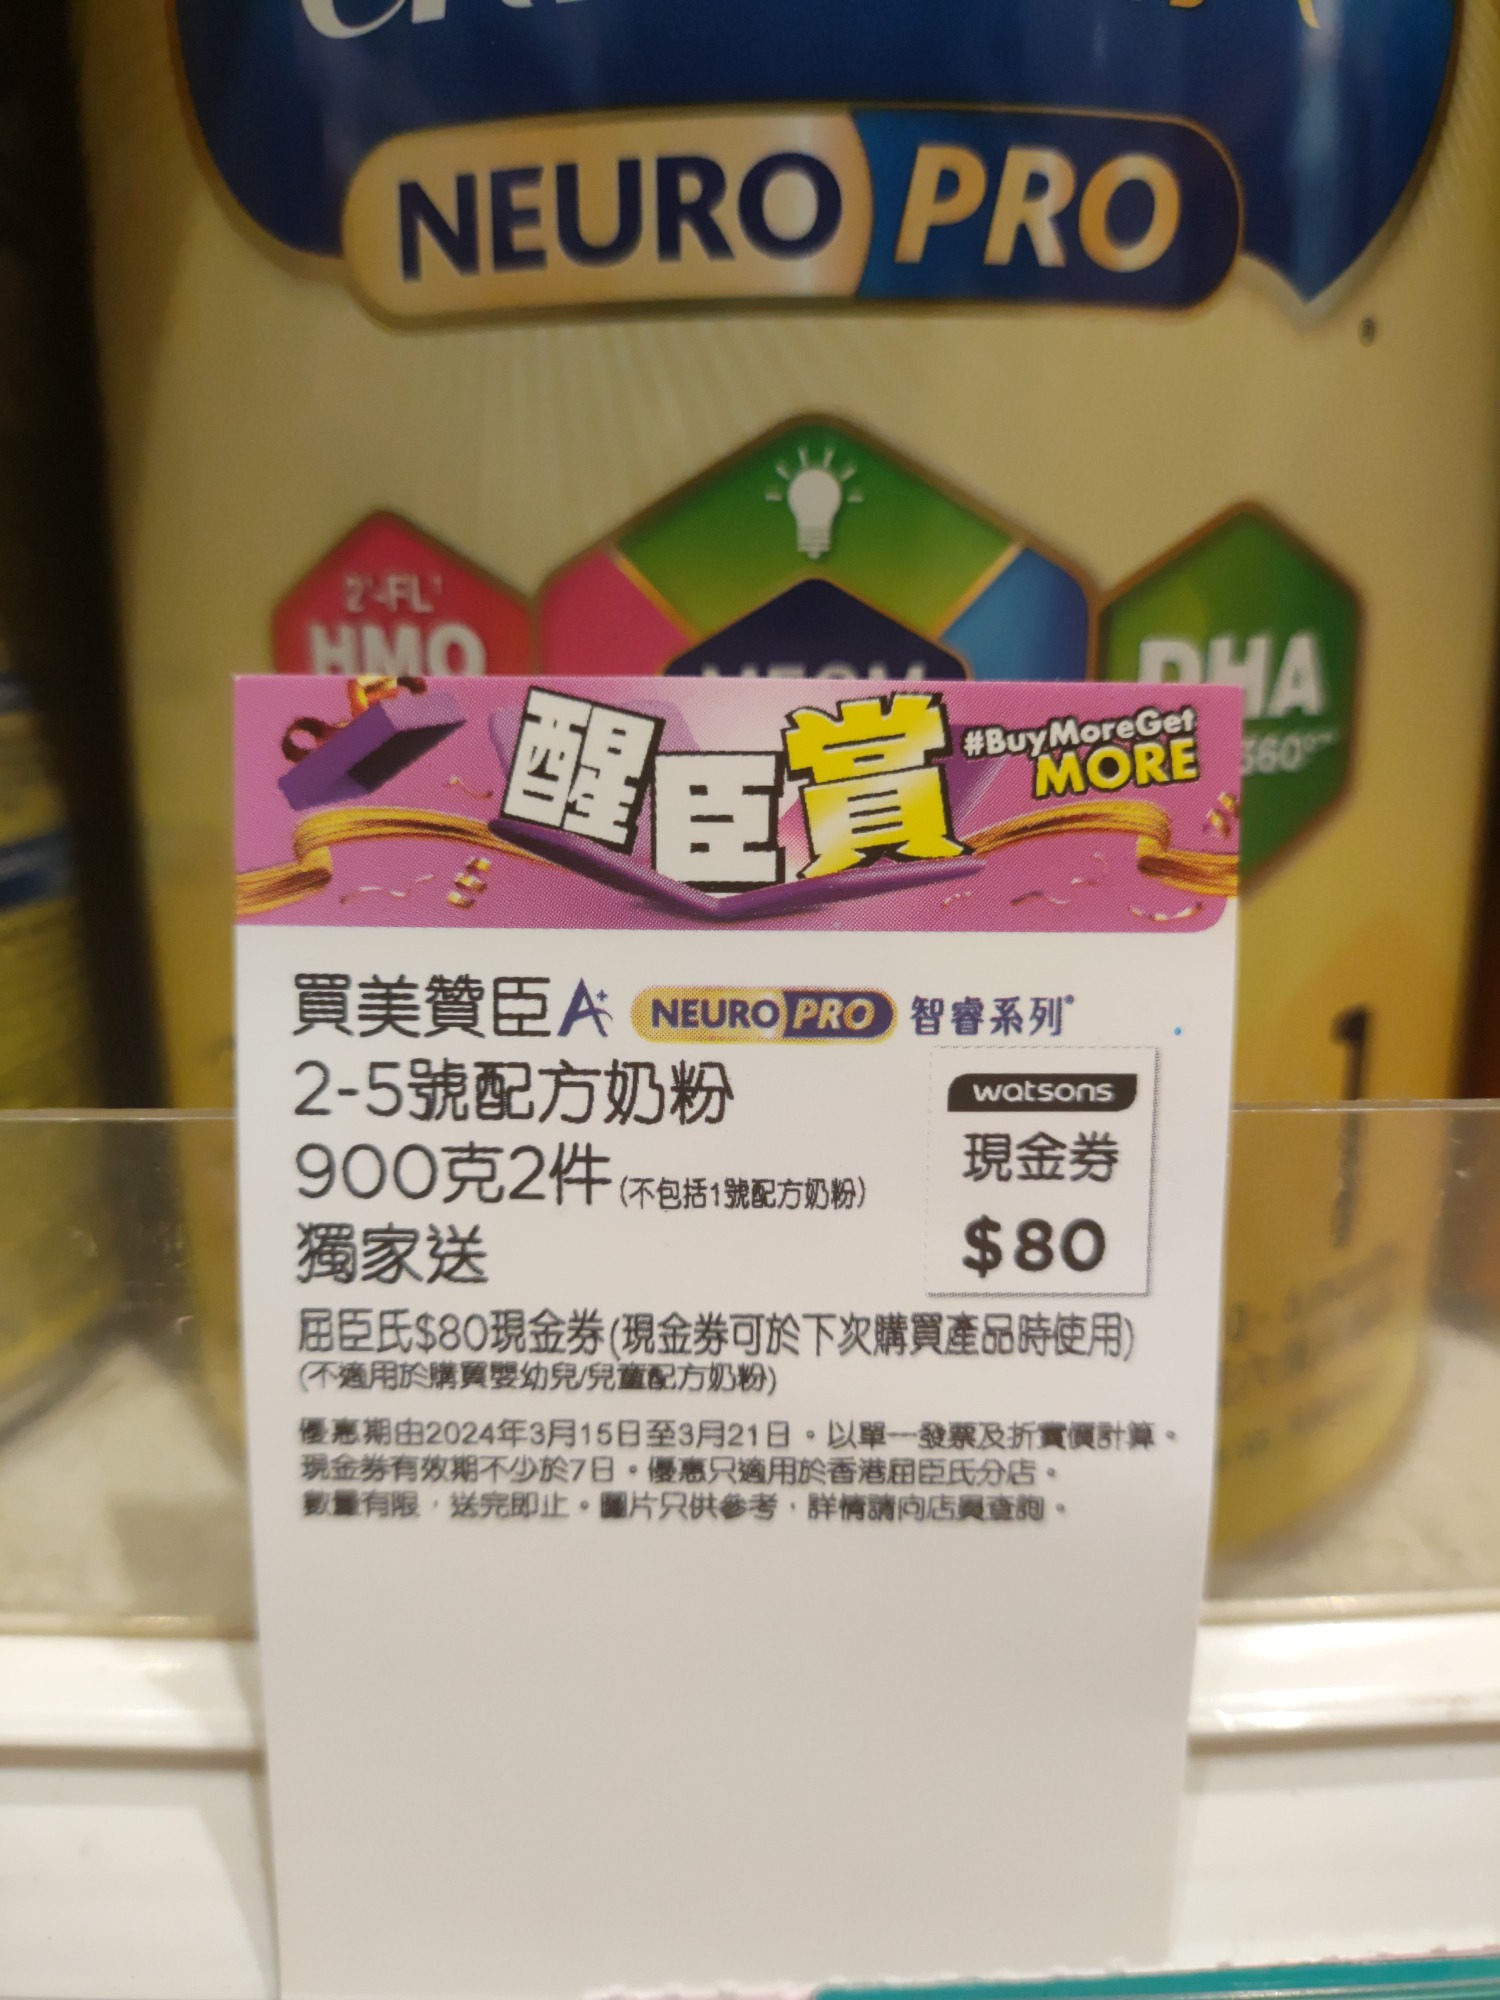 NEURO PRO
®
2'-FL
HMO
DHA
360°
醒臣賞
#BuyMoreGet
MORE
買美贊臣A+ NEURO PRO 智睿系列®
2-5號配方奶粉
900克2件(不包括1號配方奶粉)
獨家送
watsons
現金券
$80
屈臣氏$80現金券(現金券可於下次購買產品時使用)
(不適用於購買嬰幼兒/兒童配方奶粉)
優惠期由2024年3月15日至3月21日。以單一發票及折實價計算。
現金券有效期不少於7日。優惠只適用於香港屈臣氏分店。
數量有限，送完即止。圖片只供參考，詳情請向店員查詢。
1